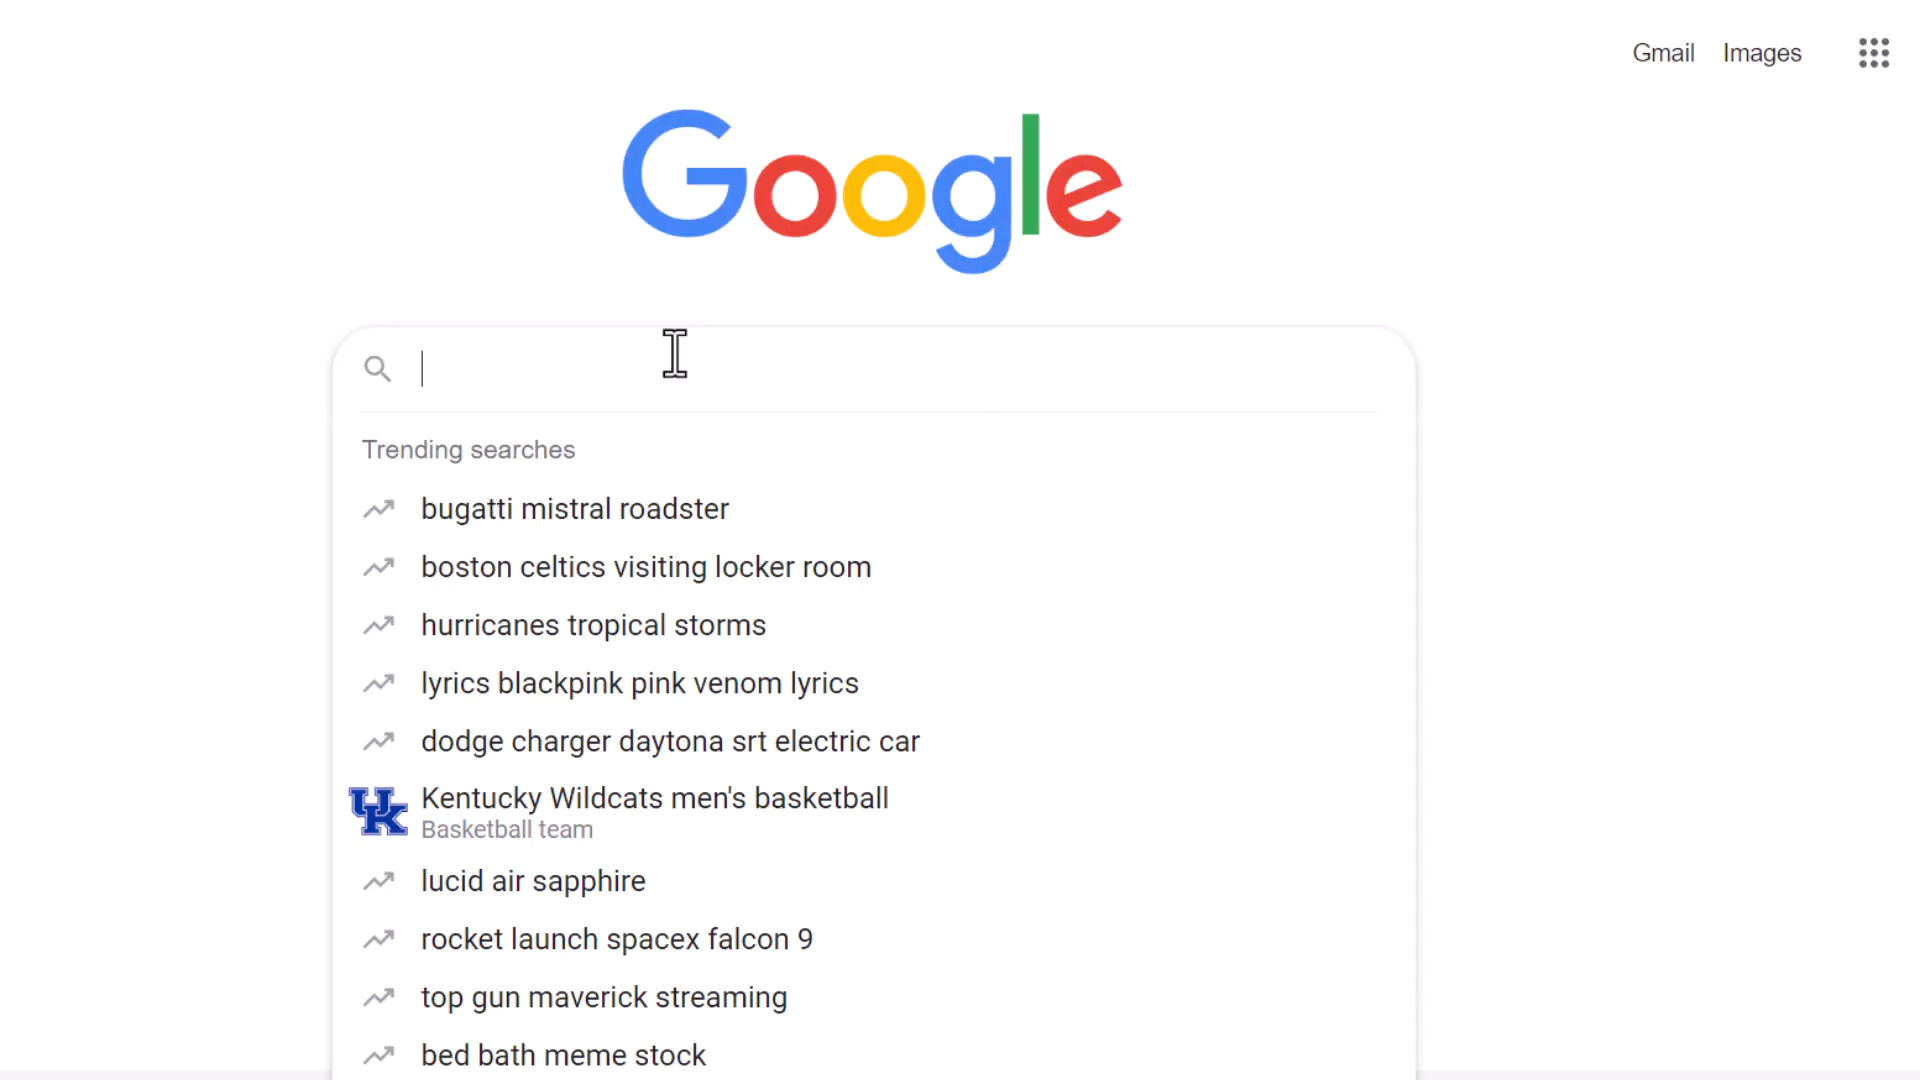 Gmail Images
Google
Trending searches
bugatti mistral roadster
boston celtics visiting locker room
hurricanes tropical storms
lyrics blackpink pink venom lyrics
dodge charger daytona srt electric car
UK
Kentucky Wildcats men's basketball
Basketball team
lucid air sapphire
rocket launch spacex falcon 9
top gun maverick streaming
bed bath meme stock